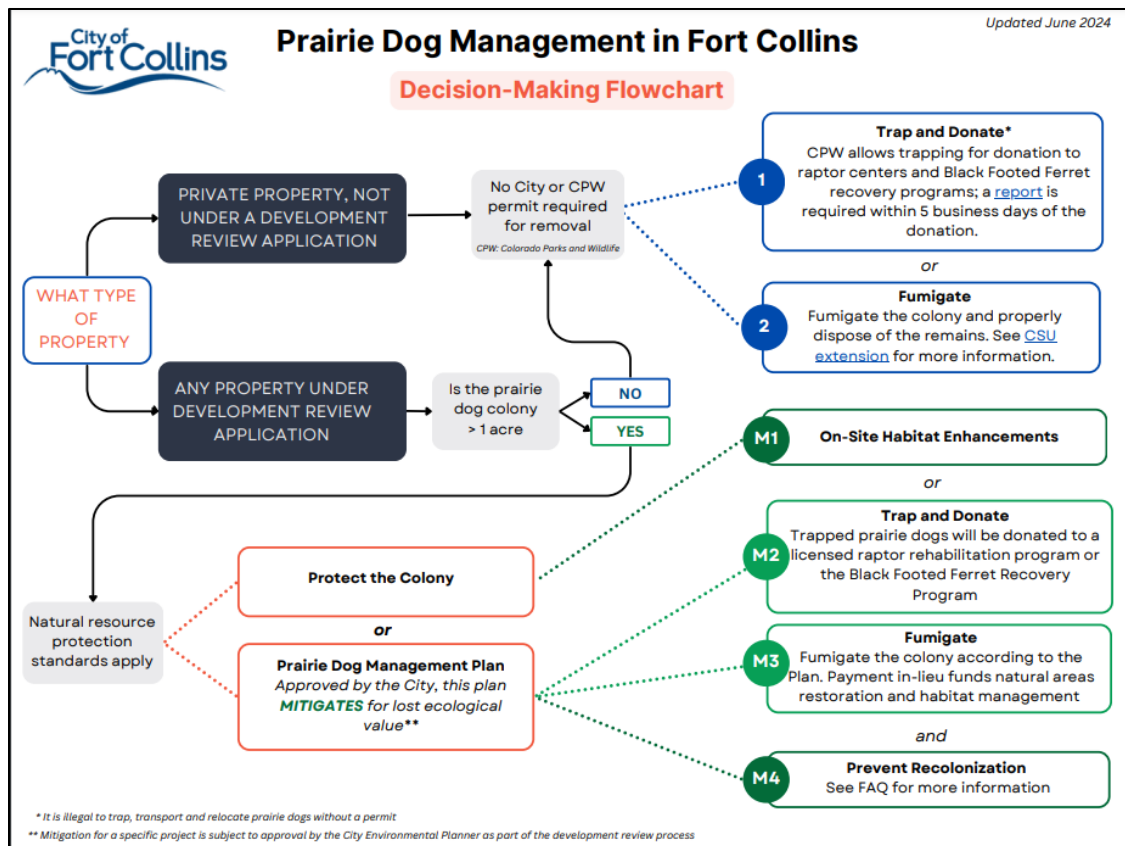 Updated June 2024
City of
Fort Collins
Prairie Dog Management in Fort Collins
Decision-Making Flowchart
WHAT TYPE
OF
PROPERTY
PRIVATE PROPERTY, NOT
UNDER A DEVELOPMENT
REVIEW APPLICATION
No City or CPW
permit required
for removal
CPW: Colorado Parks and Wildlife
1
Trap and Donate*
CPW allows trapping for donation to
raptor centers and Black Footed Ferret
recovery programs; a report is
required within 5 business days of the
donation.
or
2
Fumigate
Fumigate the colony and properly
dispose of the remains. See CSU
extension for more information.
ANY PROPERTY UNDER
DEVELOPMENT REVIEW
APPLICATION
Is the prairie
dog colony
> 1 acre
NO
YES
Natural resource
protection
standards apply
Protect the Colony
or
Prairie Dog Management Plan
Approved by the City, this plan
MITIGATES for lost ecological
value**
M1
On-Site Habitat Enhancements
or
M2
Trap and Donate
Trapped prairie dogs will be donated to a
licensed raptor rehabilitation program or
the Black Footed Ferret Recovery
Program
M3
Fumigate
Fumigate the colony according to the
Plan. Payment in-lieu funds natural areas
restoration and habitat management
and
M4
Prevent Recolonization
See FAQ for more information
* It is illegal to trap, transport and relocate prairie dogs without a permit
** Mitigation for a specific project is subject to approval by the City Environmental Planner as part of the development review process